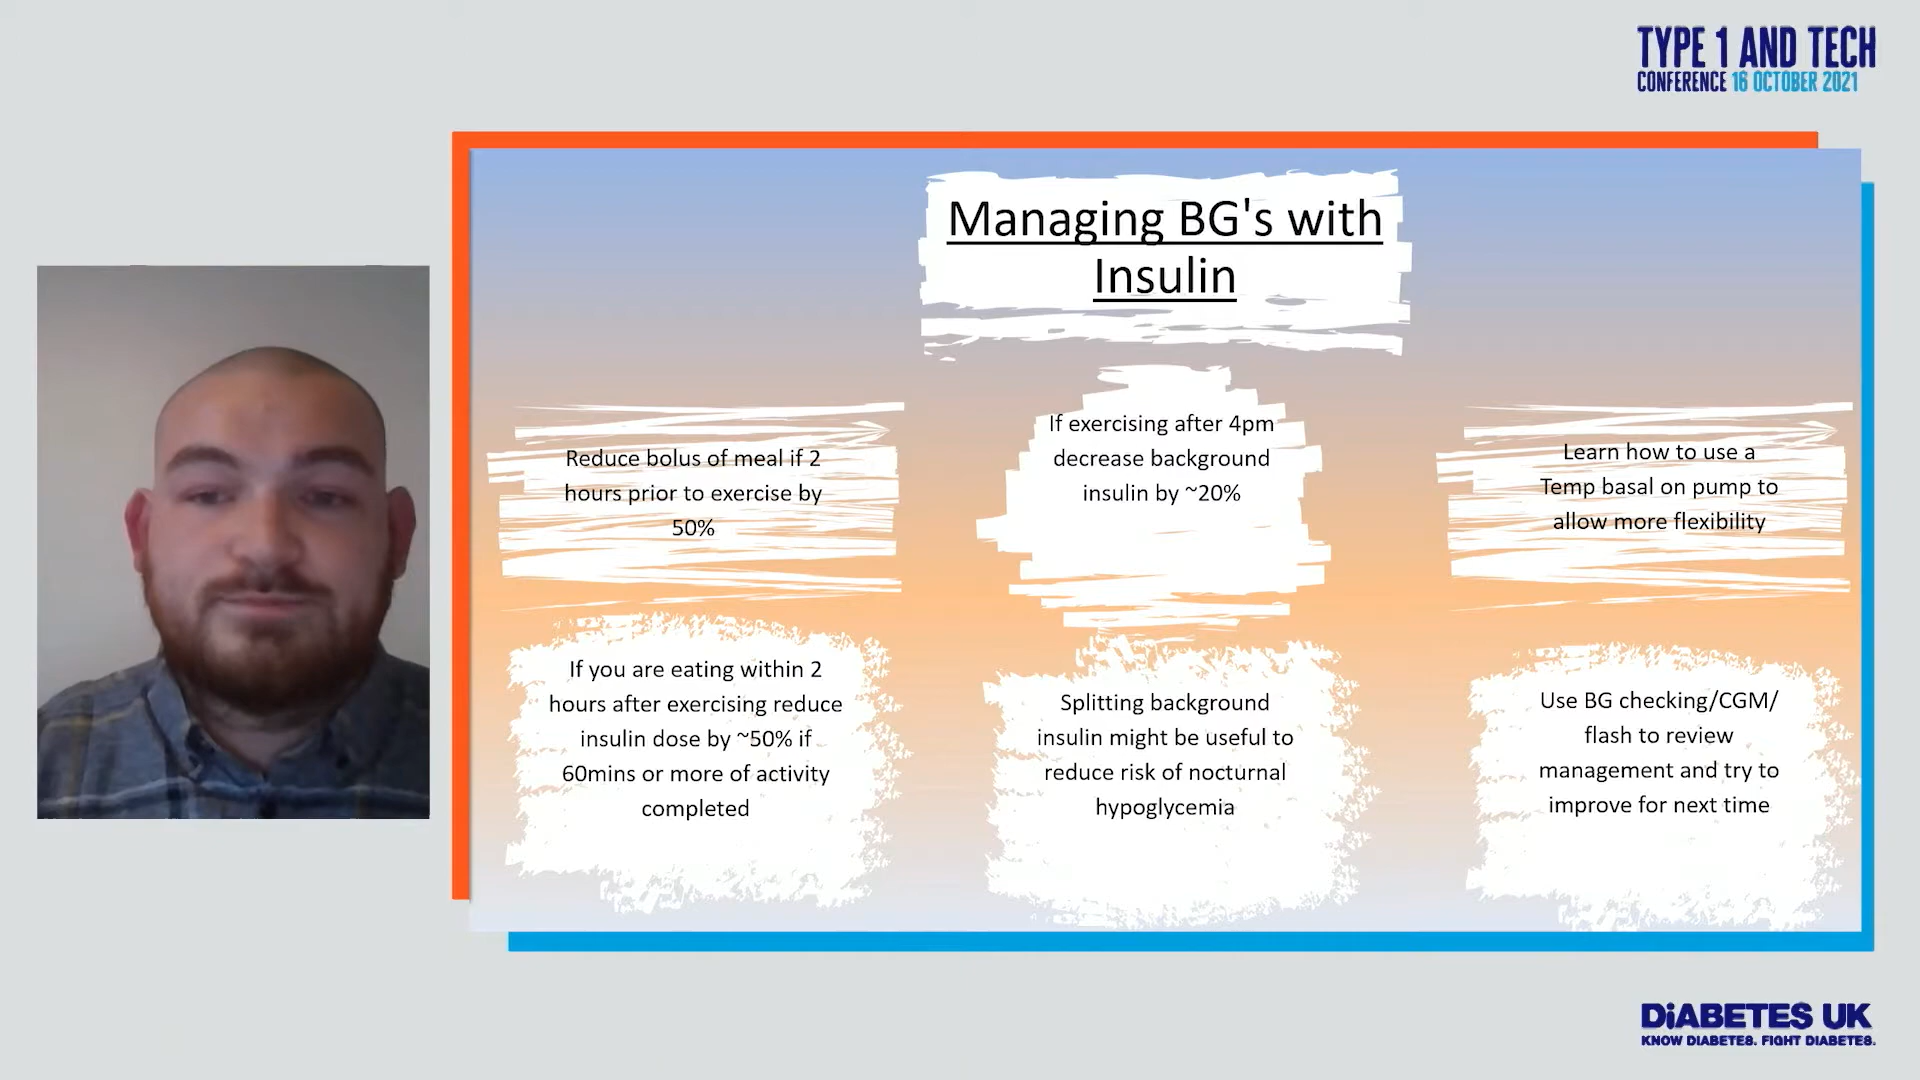 TYPE 1 AND TECH
CONFERENCE 16 OCTOBER 2021
Managing BG's with
Insulin
Reduce bolus of meal if 2
hours prior to exercise by
50%
If exercising after 4pm
decrease background
insulin by ~20%
Learn how to use a
Temp basal on pump to
allow more flexibility
If you are eating within 2
hours after exercising reduce
insulin dose by ~50% if
60mins or more of activity
completed
Splitting background
insulin might be useful to
reduce risk of nocturnal
hypoglycemia
Use BG checking/CGM/
flash to review
management and try to
improve for next time
DiABETES UK
KNOW DIABETES. FIGHT DIABETES.